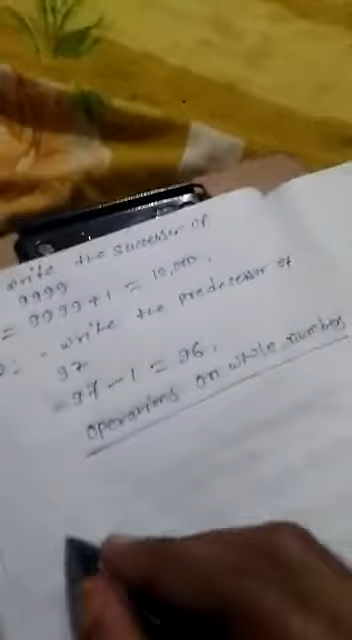 write the successor of
9999
= 9999+1 = 10,000.
:- write the predecessor of
97
= 97-1 = 96.
operations on whole numbers